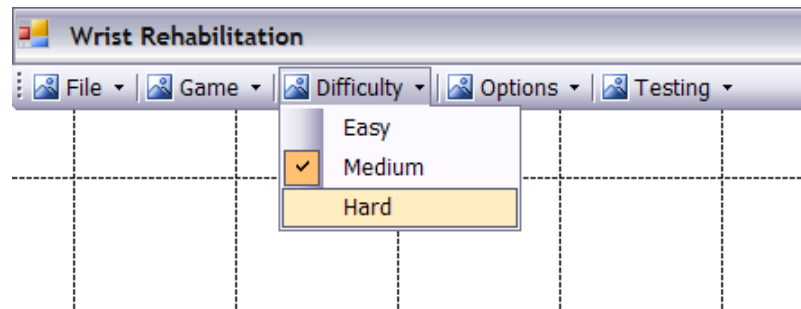 Wrist Rehabilitation
File Game Difficulty Options Testing
Easy
Medium
Hard